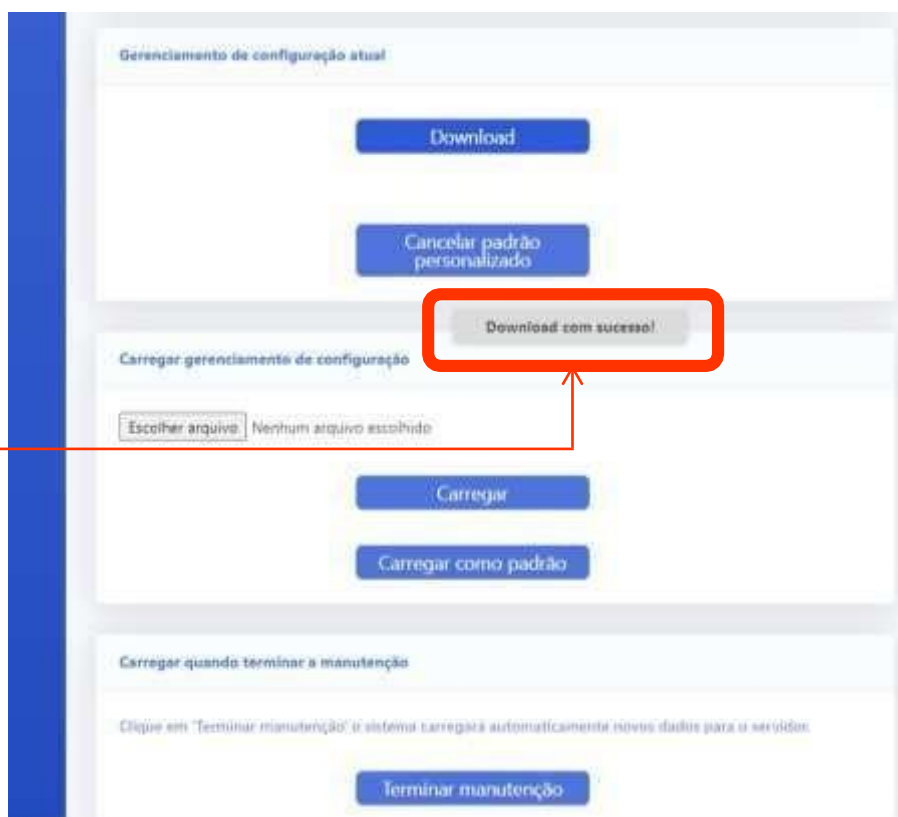 Gerenciamento de configuração atual
Download
Cancelar padrão
personalizado
Download com sucesso!
Carregar gerenciamento de configuração
Escolher arquivo Nenhum arquivo escolhido
Carregar
Carregar como padrão
Carregar quando terminar a manutenção
Clique em 'Terminar manutenção' o sistema carregará automaticamente novos dados para o servidor.
Terminar manutenção